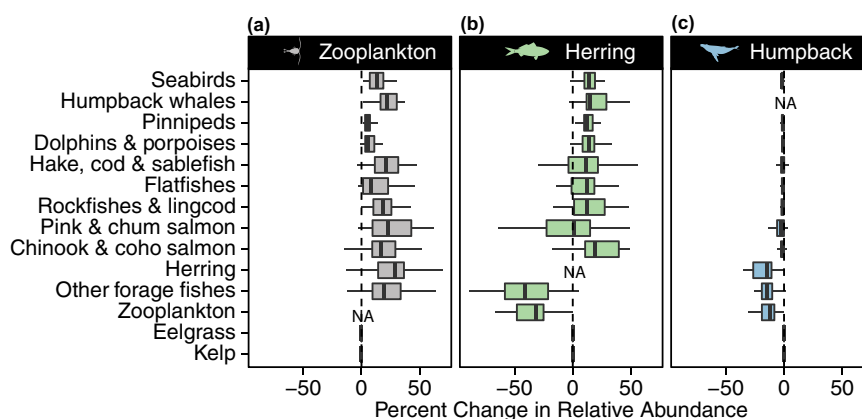 (a) (b) (c)
Zooplankton Herring Humpback
Seabirds
Humpback whales NA
Pinnipeds
Dolphins & porpoises
Hake, cod & sablefish
Flatfishes
Rockfishes & lingcod
Pink & chum salmon
Chinook & coho salmon
Herring NA
Other forage fishes
Zooplankton NA
Eelgrass
Kelp
−50 0 50 −50 0 50 −50 0 50
Percent Change in Relative Abundance